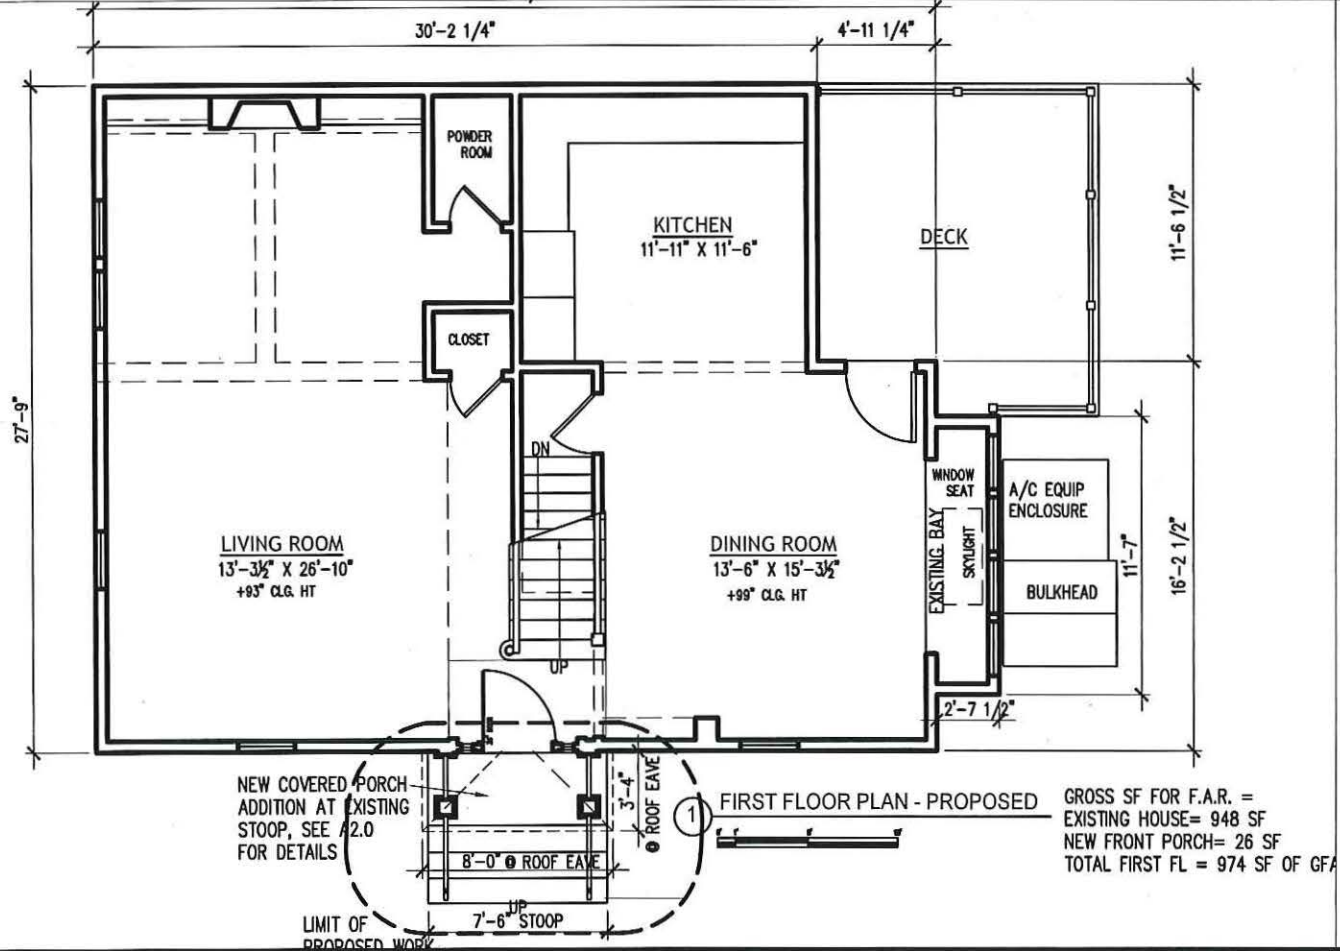 30'-2 1/4"
4'-11 1/4"
POWDER
ROOM
KITCHEN
11'-11" X 11'-6"
DECK
11'-6 1/2"
CLOSET
27'-9"
DN
WINDOW
SEAT
A/C EQUIP
ENCLOSURE
EXISTING BAY
SKYLIGHT
LIVING ROOM
13'-3½" X 26'-10"
+93" CLG. HT
DINING ROOM
13'-6" X 15'-3½"
+99" CLG. HT
11'-7"
16'-2 1/2"
BULKHEAD
UP
2'-7 1/2"
NEW COVERED PORCH
ADDITION AT EXISTING
STOOP, SEE A2.0
FOR DETAILS
3'-4"
@ ROOF EAVE
1
FIRST FLOOR PLAN - PROPOSED
GROSS SF FOR F.A.R. =
EXISTING HOUSE= 948 SF
NEW FRONT PORCH= 26 SF
TOTAL FIRST FL = 974 SF OF GFA
8'-0" @ ROOF EAVE
UP
7'-6" STOOP
LIMIT OF
PROPOSED WORK